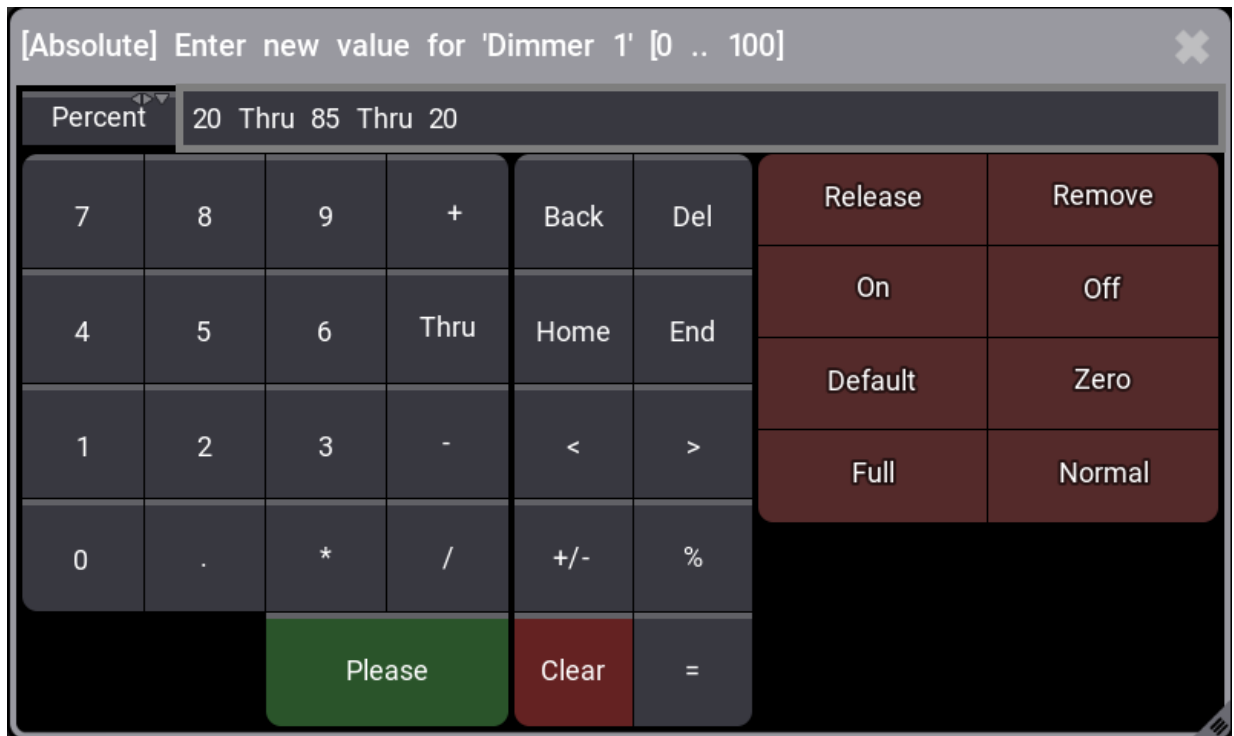 [Absolute] Enter new value for 'Dimmer 1' [0 .. 100]
Percent 20 Thru 85 Thru 20
7 8 9 + Back Del Release Remove
On Off
4 5 6 Thru Home End
Default Zero
1 2 3 - < >
Full Normal
0 . * / +/- %
Please Clear =